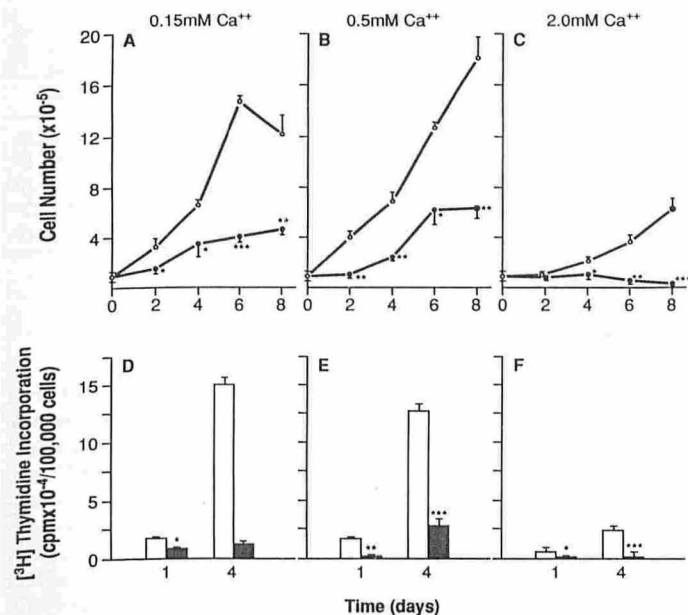 0.15mM Ca++ 0.5mM Ca++ 2.0mM Ca++
A B C
Cell Number (x10-5)
20
16
12
8
4
0 2 4 6 8 0 2 4 6 8 0 2 4 6 8
* * *** ** ** ** * ** * ** ***
D E F
[3H] Thymidine Incorporation
(cpmx10-4/100,000 cells)
15
10
5
2.5
0
* ** *** * ***
1 4 1 4 1 4
Time (days)